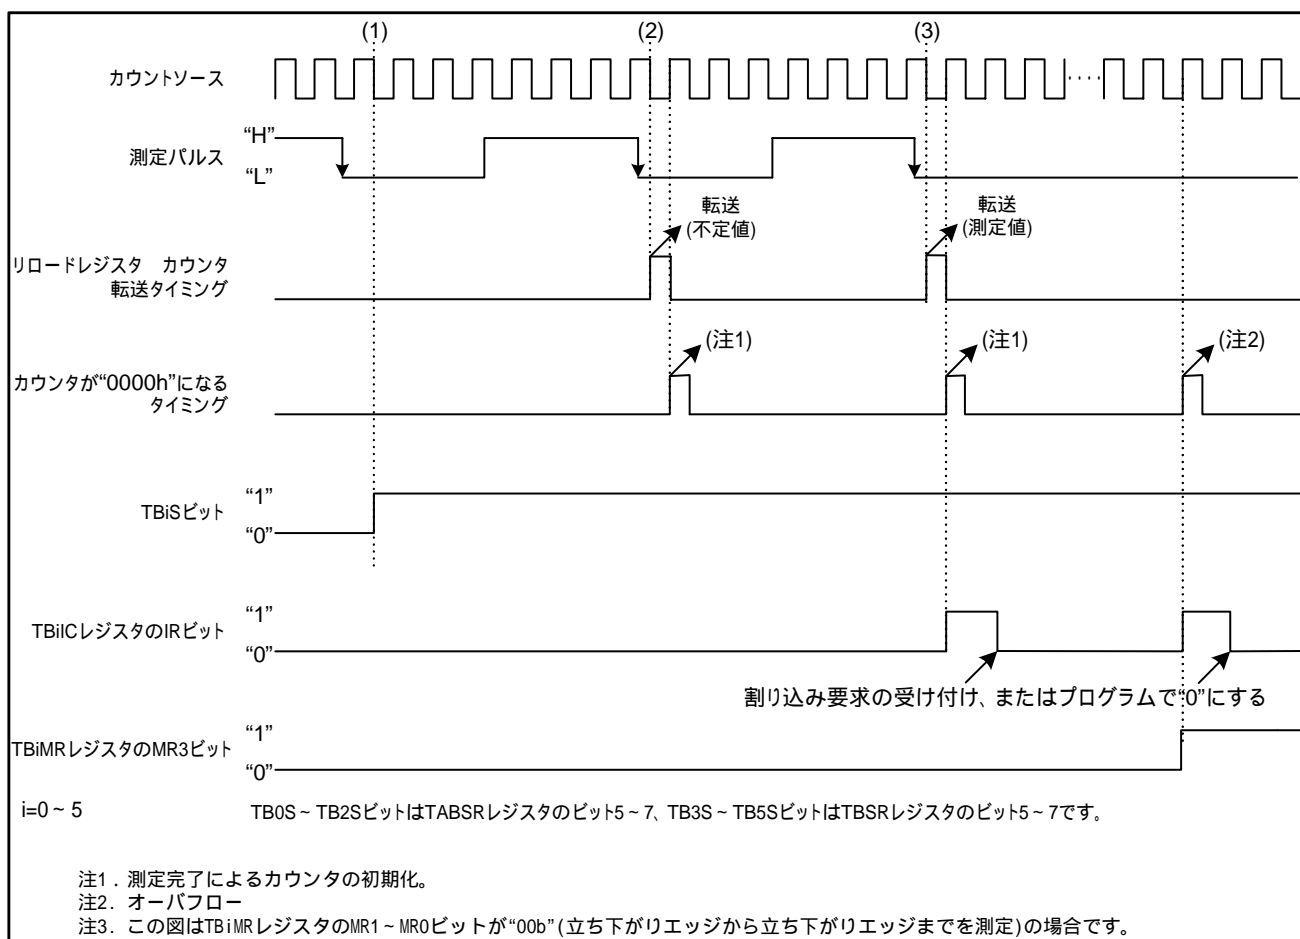 (1) (2) (3)
カウントソース
“H”
測定パルス
“L”
転送
(不定値)
転送
(測定値)
リロードレジスタ　カウンタ
転送タイミング
(注1) (注1) (注2)
カウンタが“0000h”になる
タイミング
“1”
TBiSビット
“0”
“1”
TBiICレジスタのIRビット
“0”
割り込み要求の受け付け、またはプログラムで“0”にする
“1”
TBiMRレジスタのMR3ビット
“0”
i=0～5 TB0S～TB2SビットはTABSRレジスタのビット5～7、TB3S～TB5SビットはTBSRレジスタのビット5～7です。
注1．測定完了によるカウンタの初期化。
注2．オーバフロー
注3．この図はTBiMRレジスタのMR1～MR0ビットが“00b”(立ち下がりエッジから立ち下がりエッジまでを測定)の場合です。